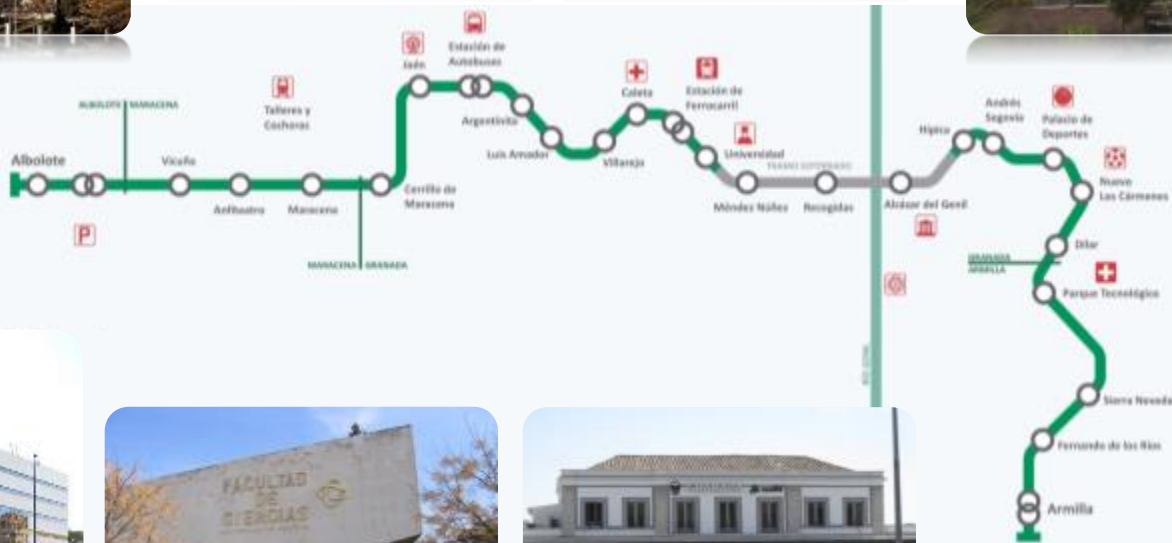 Albolote
ALBOLOTE
MARACENA
Vicuña
Talleres y
Cocheras
Anfiteatro
Maracena
MARACENA
GRANADA
Cerrillo de
Maracena
Jaén
Estación de
Autobuses
Argentinita
Luis Amador
Villarejo
Caleta
Estación de
Ferrocarril
Universidad
TRAMO SOTERRADO
Méndez Núñez
Recogidas
Alcázar del Genil
Hípica
Andrés
Segovia
Palacio de
Deportes
Nuevo
Los Cármenes
Dílar
GRANADA
ARMILLA
Parque Tecnológico
Sierra Nevada
Fernando de los Ríos
Armilla
P
FACULTAD
DE
CIENCIAS